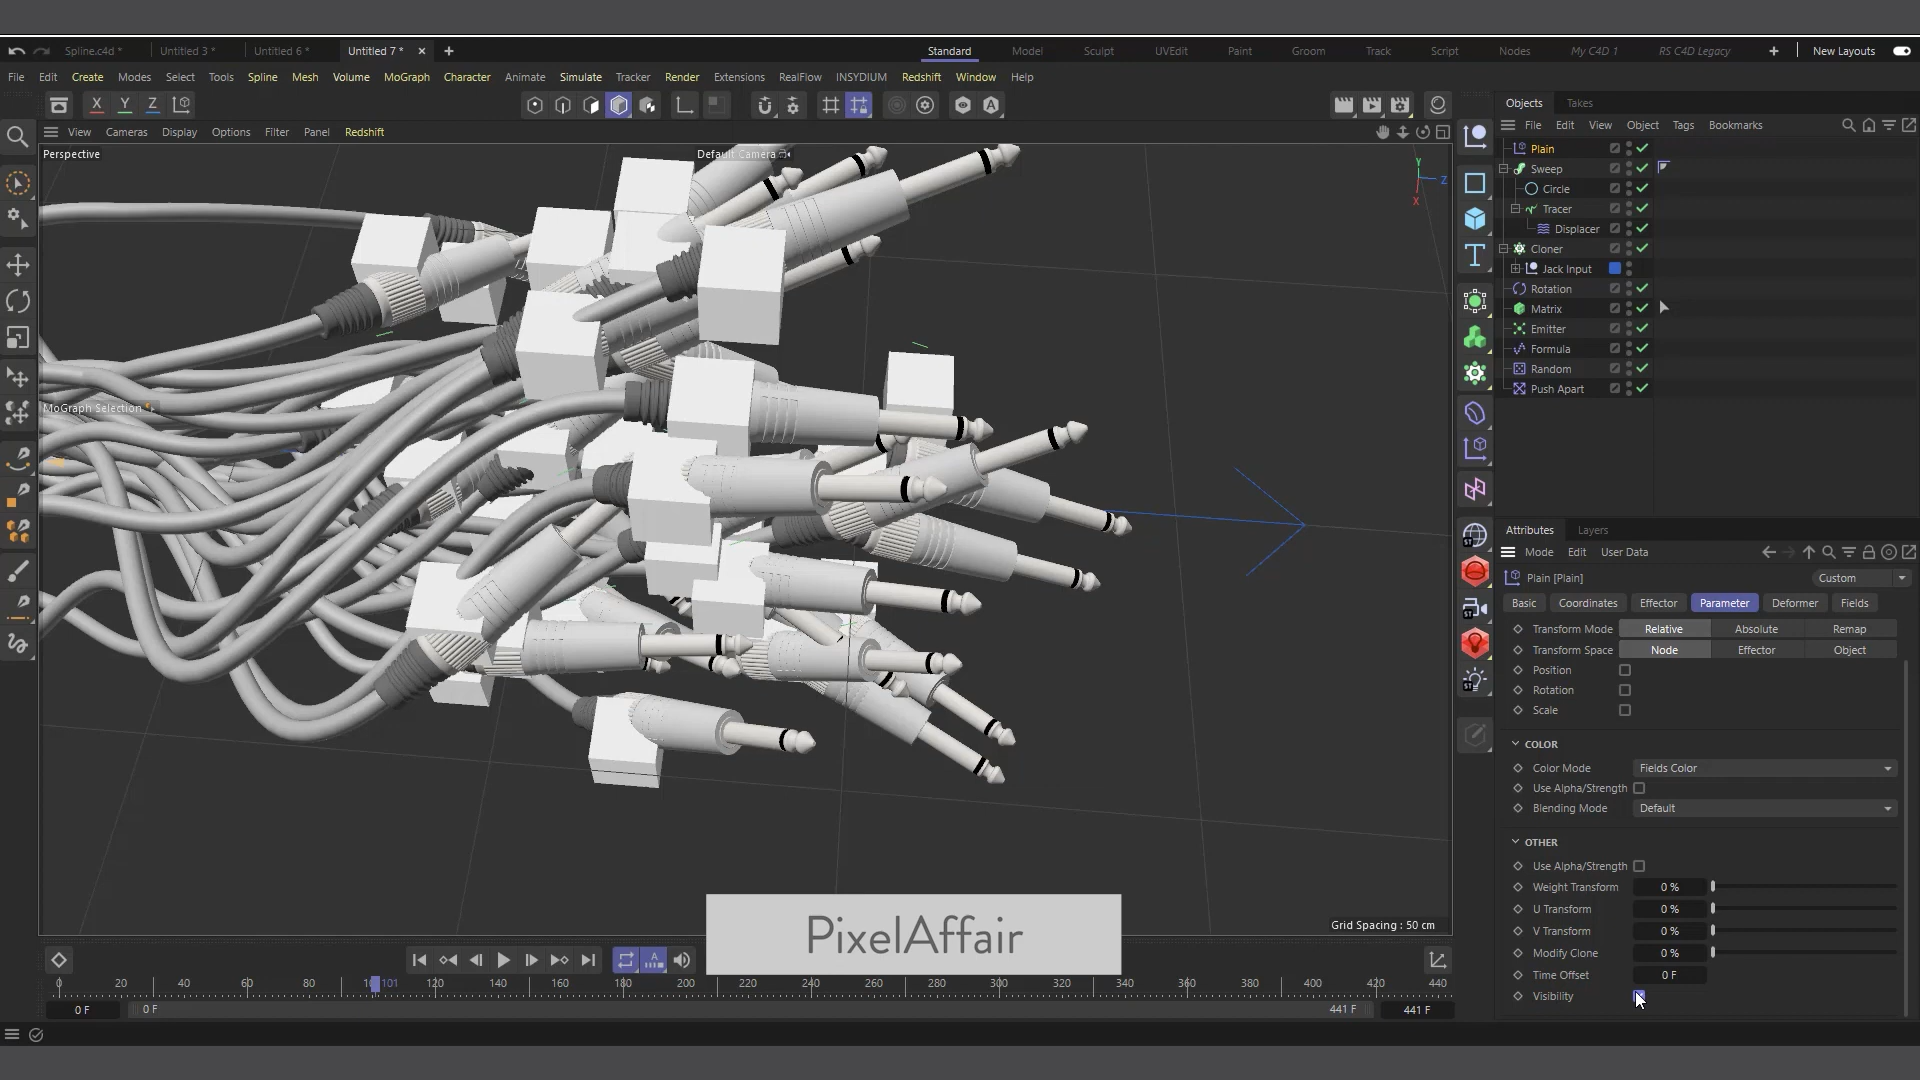 Spline.c4d *
Untitled 3 *
Untitled 6 *
Untitled 7 *
Standard
Model
Sculpt
UVEdit
Paint
Groom
Track
Script
Nodes
My C4D 1
RS C4D Legacy
New Layouts
File Edit Create Modes Select Tools Spline Mesh Volume MoGraph Character Animate Simulate Tracker Render Extensions RealFlow INSYDIUM Redshift Window Help
X Y Z
Objects Takes
View Cameras Display Options Filter Panel Redshift
File Edit View Object Tags Bookmarks
Perspective
Default Camera
Y
Z
X
Plain
Sweep
Circle
Tracer
Displacer
Cloner
Jack Input
Rotation
Matrix
Emitter
Formula
Random
Push Apart
MoGraph Selection
Attributes Layers
Mode Edit User Data
Plain [Plain]
Custom
Basic Coordinates Effector Parameter Deformer Fields
Transform Mode Relative Absolute Remap
Transform Space Node Effector Object
Position
Rotation
Scale
COLOR
Color Mode Fields Color
Use Alpha/Strength
Blending Mode Default
OTHER
Use Alpha/Strength
Weight Transform 0 %
U Transform 0 %
V Transform 0 %
Modify Clone 0 %
Time Offset 0 F
Visibility
Grid Spacing : 50 cm
PixelAffair
0 20 40 60 80 101 120 140 160 180 200 220 240 260 280 300 320 340 360 380 400 420 440
0 F
0 F
441 F
441 F